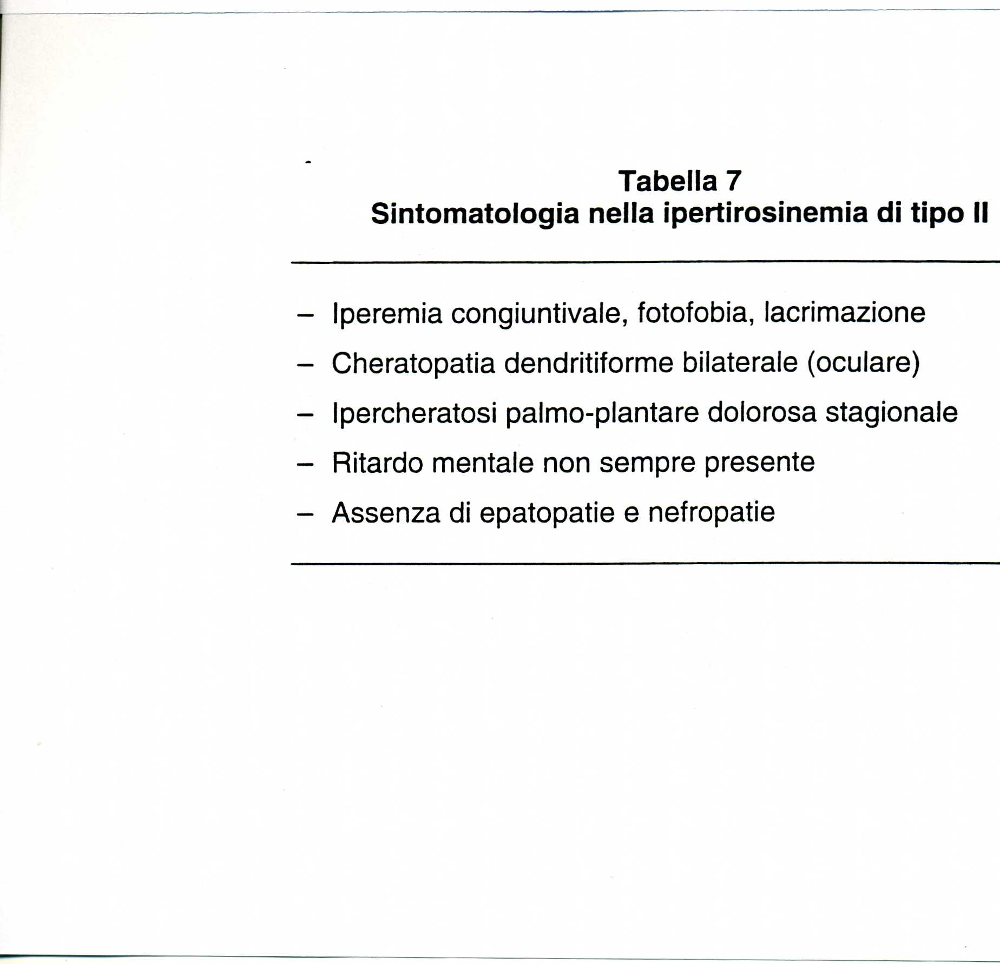 Tabella 7
Sintomatologia nella ipertirosinemia di tipo II
– Iperemia congiuntivale, fotofobia, lacrimazione
– Cheratopatia dendritiforme bilaterale (oculare)
– Ipercheratosi palmo-plantare dolorosa stagionale
– Ritardo mentale non sempre presente
– Assenza di epatopatie e nefropatie